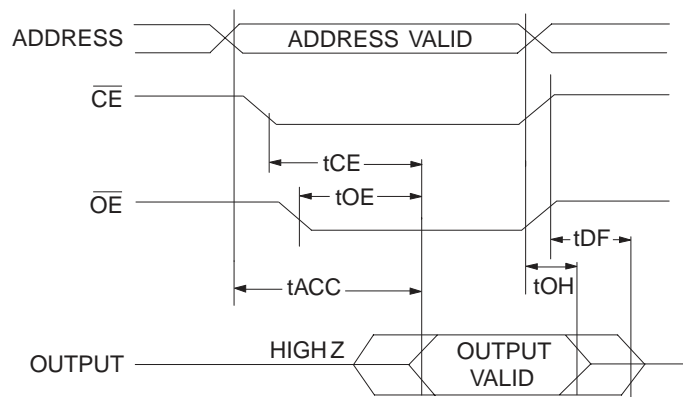 ADDRESS
ADDRESS VALID
CE
tCE
tOE
OE
tDF
tACC
tOH
HIGH Z
OUTPUT
OUTPUT
VALID